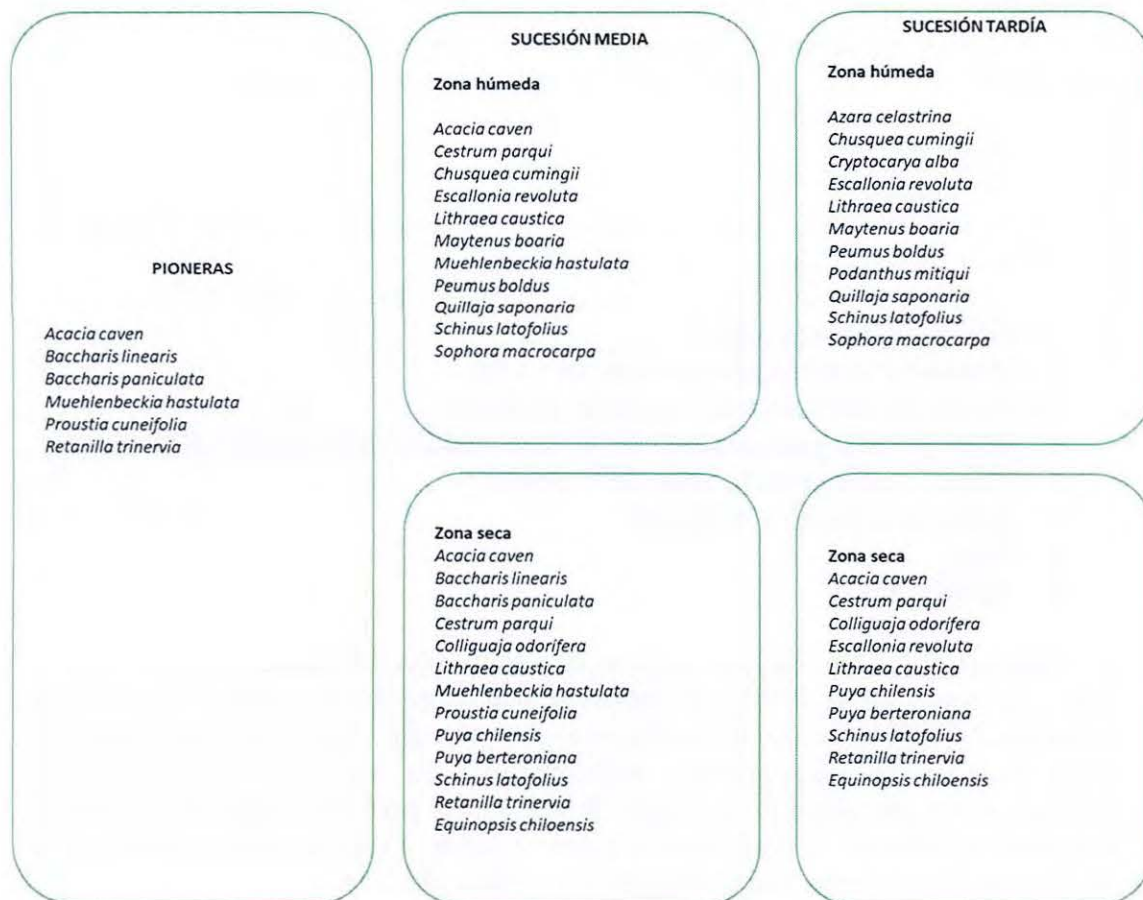 PIONERAS
Acacia caven
Baccharis linearis
Baccharis paniculata
Muehlenbeckia hastulata
Proustia cuneifolia
Retanilla trinervia
SUCESIÓN MEDIA
Zona húmeda
Acacia caven
Cestrum parqui
Chusquea cumingii
Escallonia revoluta
Lithraea caustica
Maytenus boaria
Muehlenbeckia hastulata
Peumus boldus
Quillaja saponaria
Schinus latofolius
Sophora macrocarpa
Zona seca
Acacia caven
Baccharis linearis
Baccharis paniculata
Cestrum parqui
Colliguaja odorífera
Lithraea caustica
Muehlenbeckia hastulata
Proustia cuneifolia
Puya chilensis
Puya berteroniana
Schinus latofolius
Retanilla trinervia
Equinopsis chiloensis
SUCESIÓN TARDÍA
Zona húmeda
Azara celastrina
Chusquea cumingii
Cryptocarya alba
Escallonia revoluta
Lithraea caustica
Maytenus boaria
Peumus boldus
Podanthus mitiqui
Quillaja saponaria
Schinus latofolius
Sophora macrocarpa
Zona seca
Acacia caven
Cestrum parqui
Colliguaja odorífera
Escallonia revoluta
Lithraea caustica
Puya chilensis
Puya berteroniana
Schinus latofolius
Retanilla trinervia
Equinopsis chiloensis